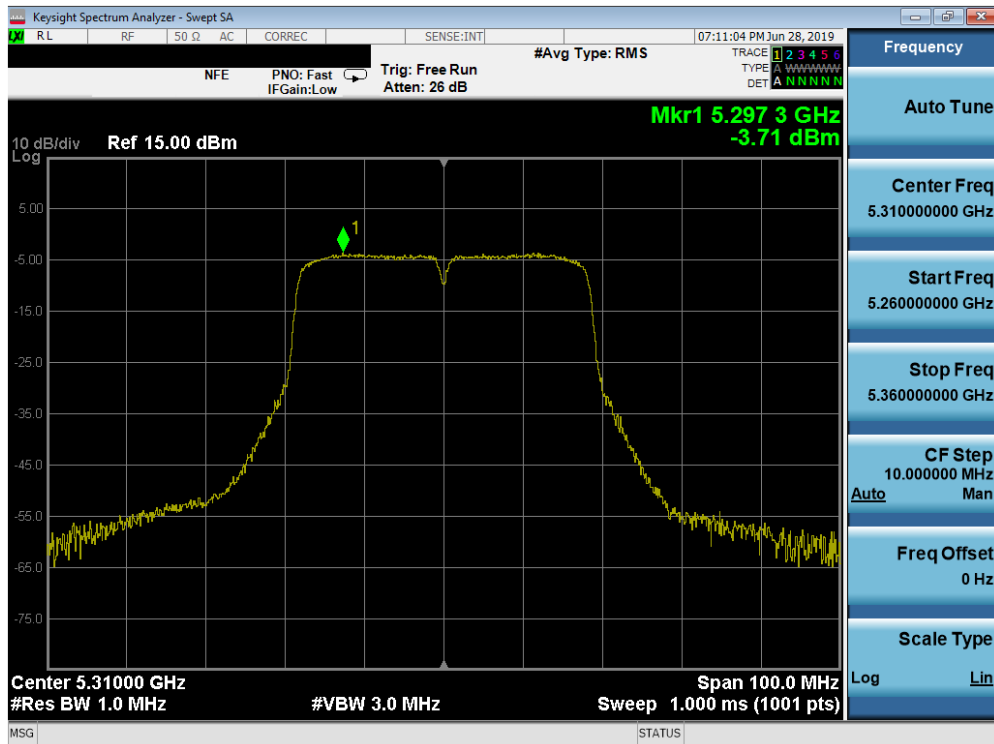 Keysight Spectrum Analyzer - Swept SA
LXI RL RF 50 Ω AC CORREC SENSE:INT 07:11:04 PM Jun 28, 2019
#Avg Type: RMS
TRACE 1 2 3 4 5 6
TYPE A W W W W W W
DET A N N N N N
NFE PNO: Fast Trig: Free Run
IFGain:Low Atten: 26 dB
Mkr1 5.297 3 GHz
-3.71 dBm
10 dB/div Ref 15.00 dBm
Log
1
5.00
-5.00
-15.0
-25.0
-35.0
-45.0
-55.0
-65.0
-75.0
Center 5.31000 GHz Span 100.0 MHz
#Res BW 1.0 MHz #VBW 3.0 MHz Sweep 1.000 ms (1001 pts)
MSG STATUS
Frequency
Auto Tune
Center Freq
5.310000000 GHz
Start Freq
5.260000000 GHz
Stop Freq
5.360000000 GHz
CF Step
10.000000 MHz
Auto Man
Freq Offset
0 Hz
Scale Type
Log Lin